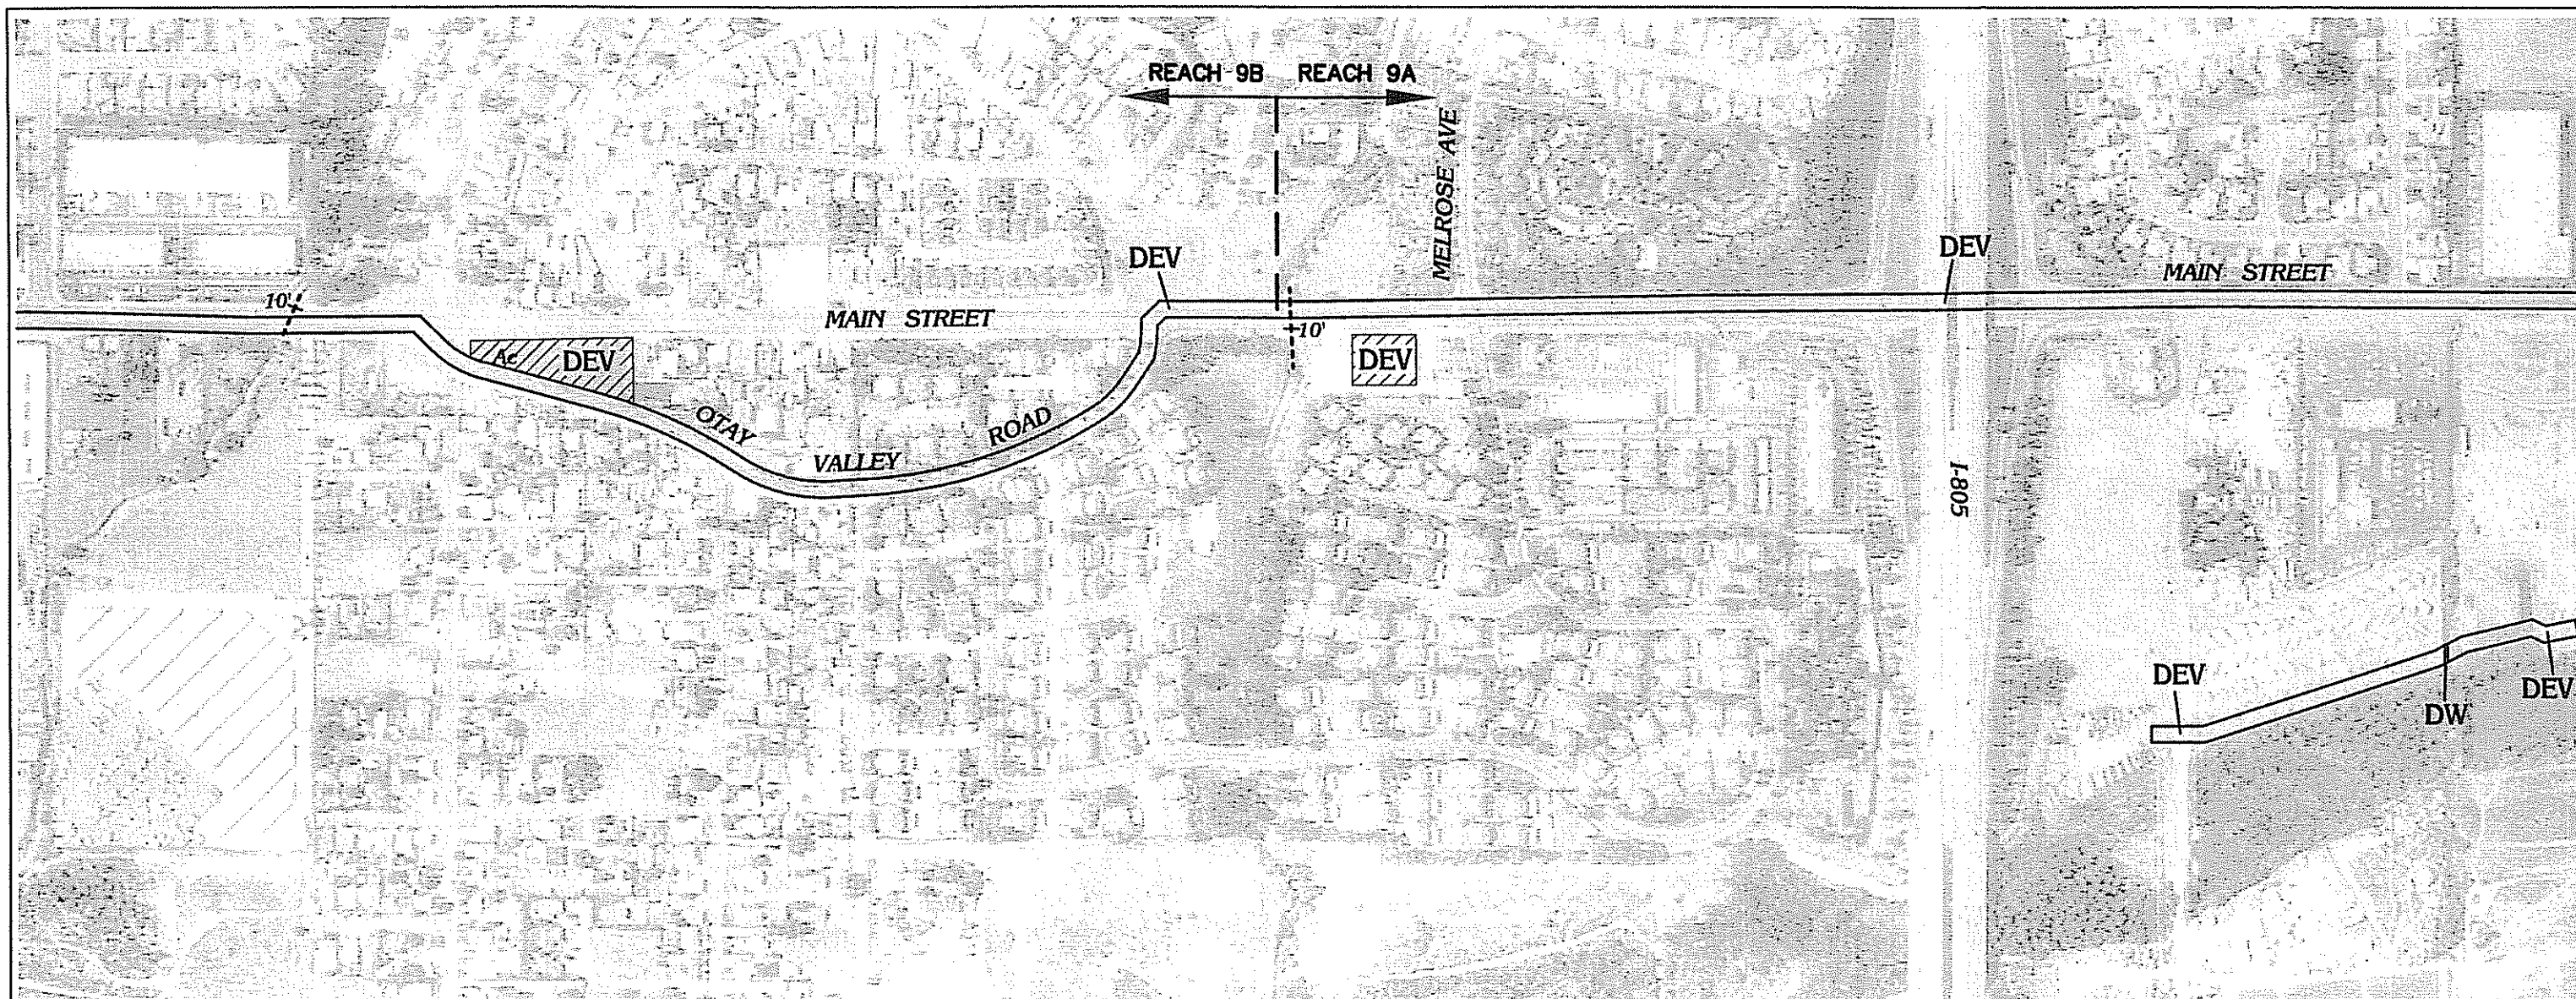 REACH 9B REACH 9A
MELROSE AVE
DEV
DEV
MAIN STREET
10'
MAIN STREET
10'
Ac DEV
DEV
OTAY VALLEY ROAD
I-805
DEV
DEV
DW